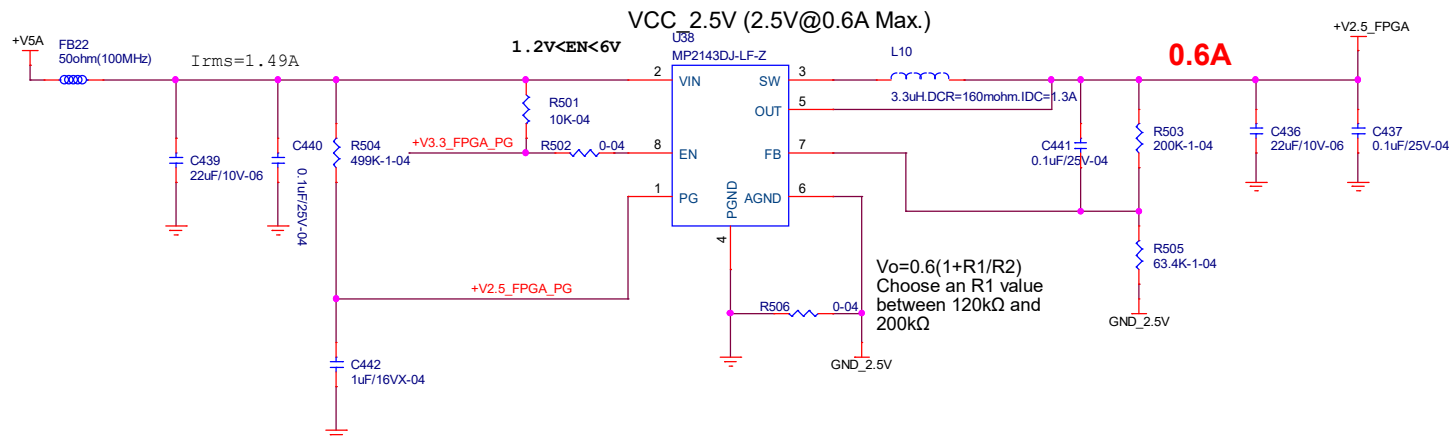 VCC_2.5V (2.5V@0.6A Max.)
+V5A
FB22
50ohm(100MHz)
Irms=1.49A
1.2V<EN<6V
U38
MP2143DJ-LF-Z
L10
0.6A
+V2.5_FPGA
2
VIN
SW
3
3.3uH.DCR=160mohm.IDC=1.3A
OUT
5
R501
10K-04
+V3.3_FPGA_PG
R502
0-04
8
EN
FB
7
C439
22uF/10V-06
C440
0.1uF/25V-04
R504
499K-1-04
C441
0.1uF/25V-04
R503
200K-1-04
C436
22uF/10V-06
C437
0.1uF/25V-04
1
PG
PGND
4
AGND
6
R505
63.4K-1-04
+V2.5_FPGA_PG
Vo=0.6(1+R1/R2)
Choose an R1 value
between 120kΩ and
200kΩ
R506
0-04
GND_2.5V
GND_2.5V
C442
1uF/16VX-04